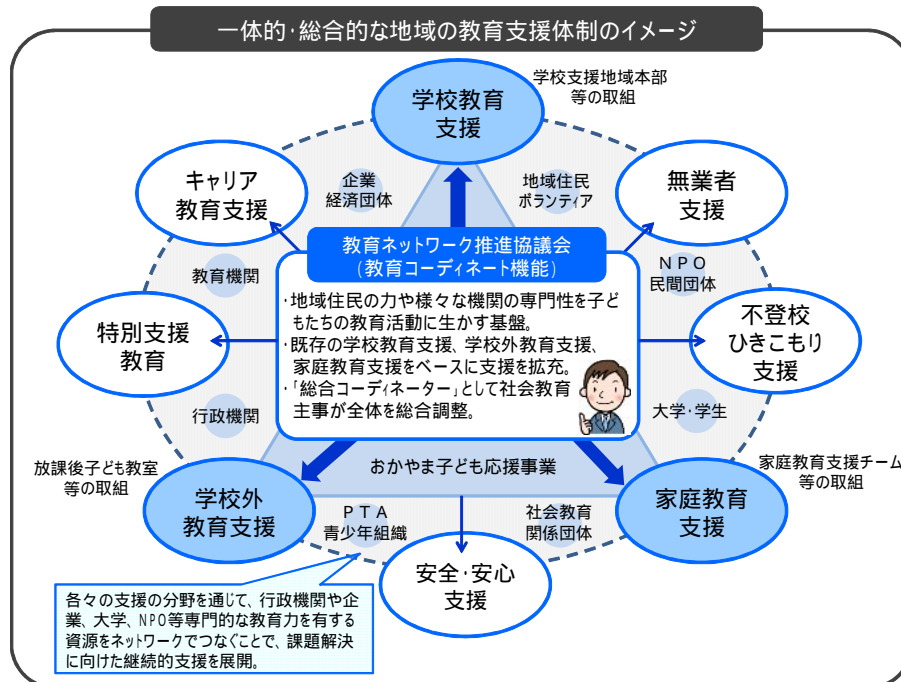 一体的･総合的な地域の教育支援体制のイメージ
学校支援地域本部
等の取組
学校教育
支援
キャリア
教育支援
企業
経済団体
地域住民
ボランティア
無業者
支援
教育ネットワーク推進協議会
(教育コーディネート機能)
教育機関
NPO
民間団体
･地域住民の力や様々な機関の専門性を子ど
もたちの教育活動に生かす基盤。
･既存の学校教育支援、学校外教育支援、
家庭教育支援をベースに支援を拡充。
･「総合コーディネーター」として社会教育
主事が全体を総合調整。
特別支援
教育
不登校
ひきこもり
支援
行政機関
大学･学生
おかやま子ども応援事業
放課後子ども教室
等の取組
学校外
教育支援
家庭教育支援チーム
等の取組
家庭教育
支援
PTA
青少年組織
社会教育
関係団体
安全･安心
支援
各々の支援の分野を通じて、行政機関や企
業、大学、NPO等専門的な教育力を有する
資源をネットワークでつなぐことで、課題解決
に向けた継続的支援を展開。